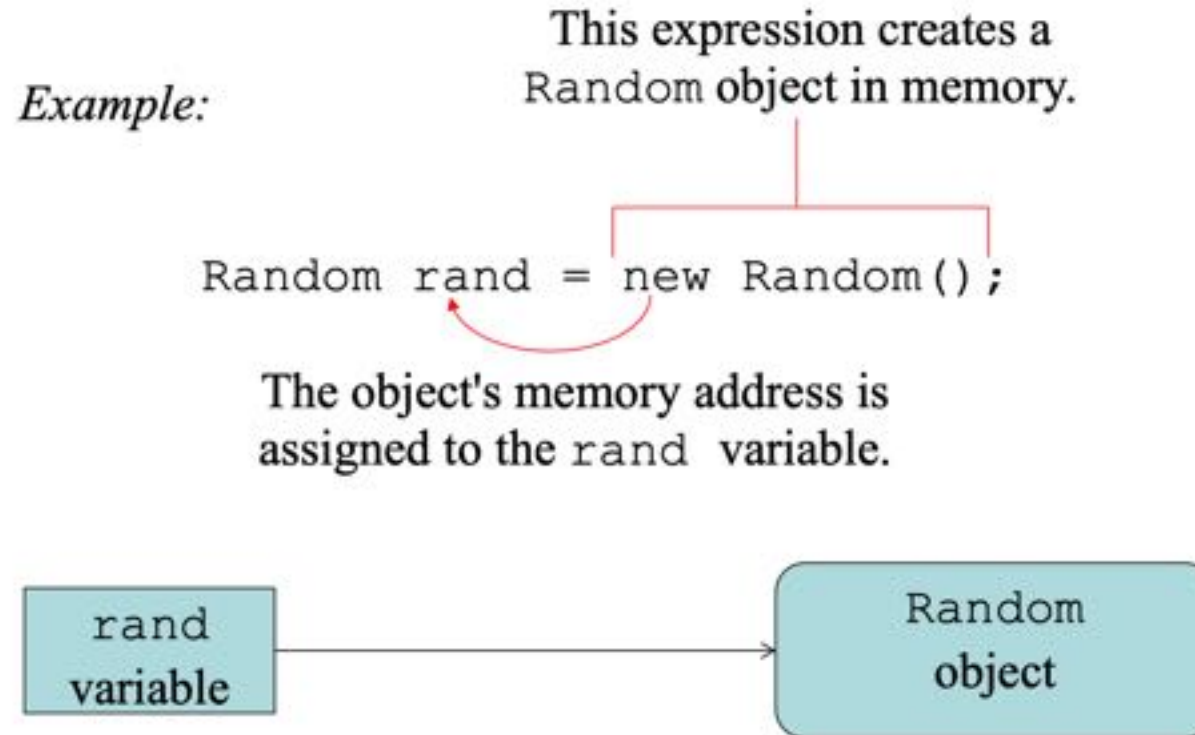 This expression creates a
Random object in memory.
Example:
Random rand = new Random();
The object's memory address is
assigned to the rand variable.
rand
variable
Random
object